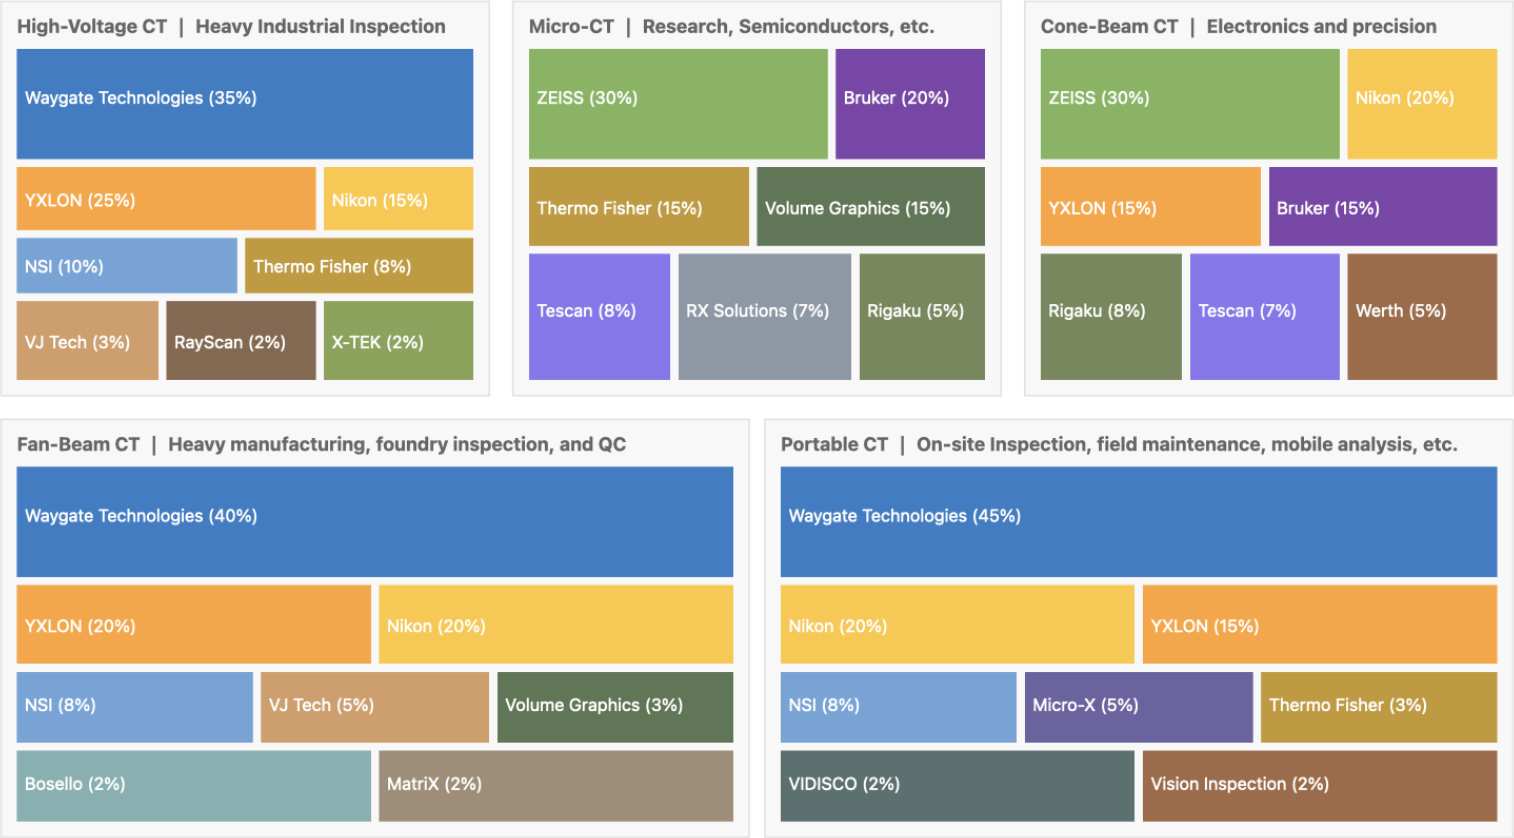 High-Voltage CT | Heavy Industrial Inspection
Waygate Technologies (35%)
YXLON (25%)
Nikon (15%)
NSI (10%)
Thermo Fisher (8%)
VJ Tech (3%)
RayScan (2%)
X-TEK (2%)
Micro-CT | Research, Semiconductors, etc.
ZEISS (30%)
Bruker (20%)
Thermo Fisher (15%)
Volume Graphics (15%)
Tescan (8%)
RX Solutions (7%)
Rigaku (5%)
Cone-Beam CT | Electronics and precision
ZEISS (30%)
Nikon (20%)
YXLON (15%)
Bruker (15%)
Rigaku (8%)
Tescan (7%)
Werth (5%)
Fan-Beam CT | Heavy manufacturing, foundry inspection, and QC
Waygate Technologies (40%)
YXLON (20%)
Nikon (20%)
NSI (8%)
VJ Tech (5%)
Volume Graphics (3%)
Bosello (2%)
MatriX (2%)
Portable CT | On-site Inspection, field maintenance, mobile analysis, etc.
Waygate Technologies (45%)
Nikon (20%)
YXLON (15%)
NSI (8%)
Micro-X (5%)
Thermo Fisher (3%)
VIDISCO (2%)
Vision Inspection (2%)